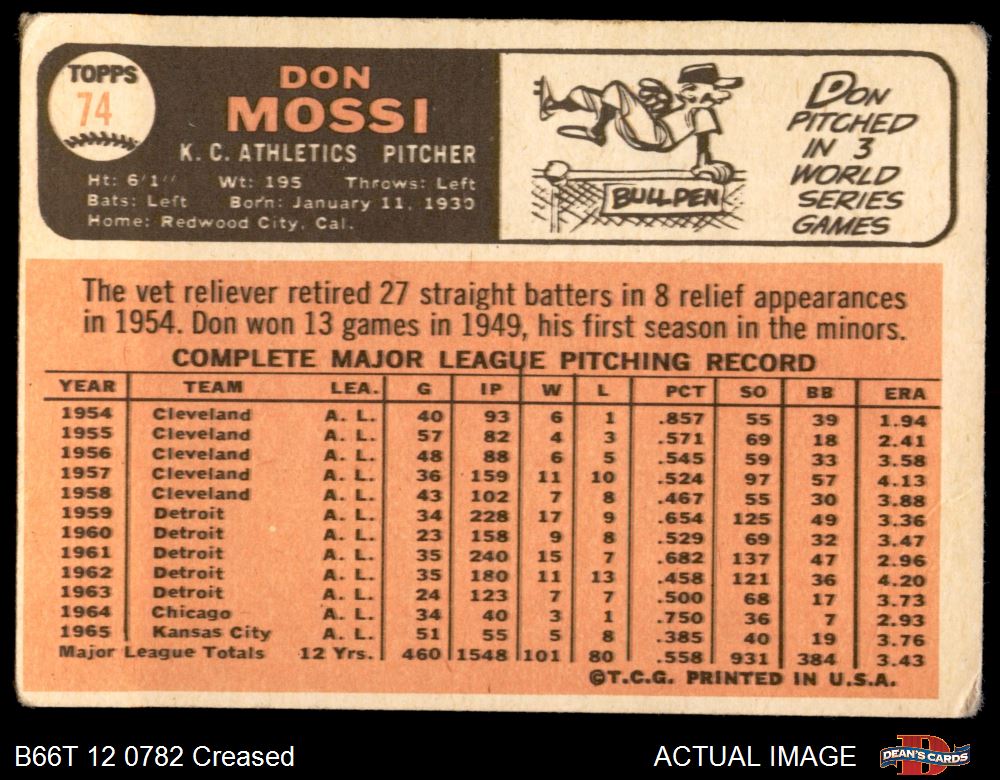 TOPPS
74
DON
MOSSI
K. C. ATHLETICS PITCHER
Ht: 6'1" Wt: 195 Throws: Left
Bats: Left Born: January 11, 1930
Home: Redwood City, Cal.
BULLPEN
DON
PITCHED
IN 3
WORLD
SERIES
GAMES
The vet reliever retired 27 straight batters in 8 relief appearances
in 1954. Don won 13 games in 1949, his first season in the minors.
COMPLETE MAJOR LEAGUE PITCHING RECORD
YEAR TEAM LEA. G IP W L PCT SO BB ERA
1954 Cleveland A. L. 40 93 6 1 .857 55 39 1.94
1955 Cleveland A. L. 57 82 4 3 .571 69 18 2.41
1956 Cleveland A. L. 48 88 6 5 .545 59 33 3.58
1957 Cleveland A. L. 36 159 11 10 .524 97 57 4.13
1958 Cleveland A. L. 43 102 7 8 .467 55 30 3.88
1959 Detroit A. L. 34 228 17 9 .654 125 49 3.36
1960 Detroit A. L. 23 158 9 8 .529 69 32 3.47
1961 Detroit A. L. 35 240 15 7 .682 137 47 2.96
1962 Detroit A. L. 35 180 11 13 .458 121 36 4.20
1963 Detroit A. L. 24 123 7 7 .500 68 17 3.73
1964 Chicago A. L. 34 40 3 1 .750 36 7 2.93
1965 Kansas City A. L. 51 55 5 8 .385 40 19 3.76
Major League Totals 12 Yrs. 460 1548 101 80 .558 931 384 3.43
©T.C.G. PRINTED IN U.S.A.
B66T 12 0782 Creased
ACTUAL IMAGE
DEAN'S CARDS